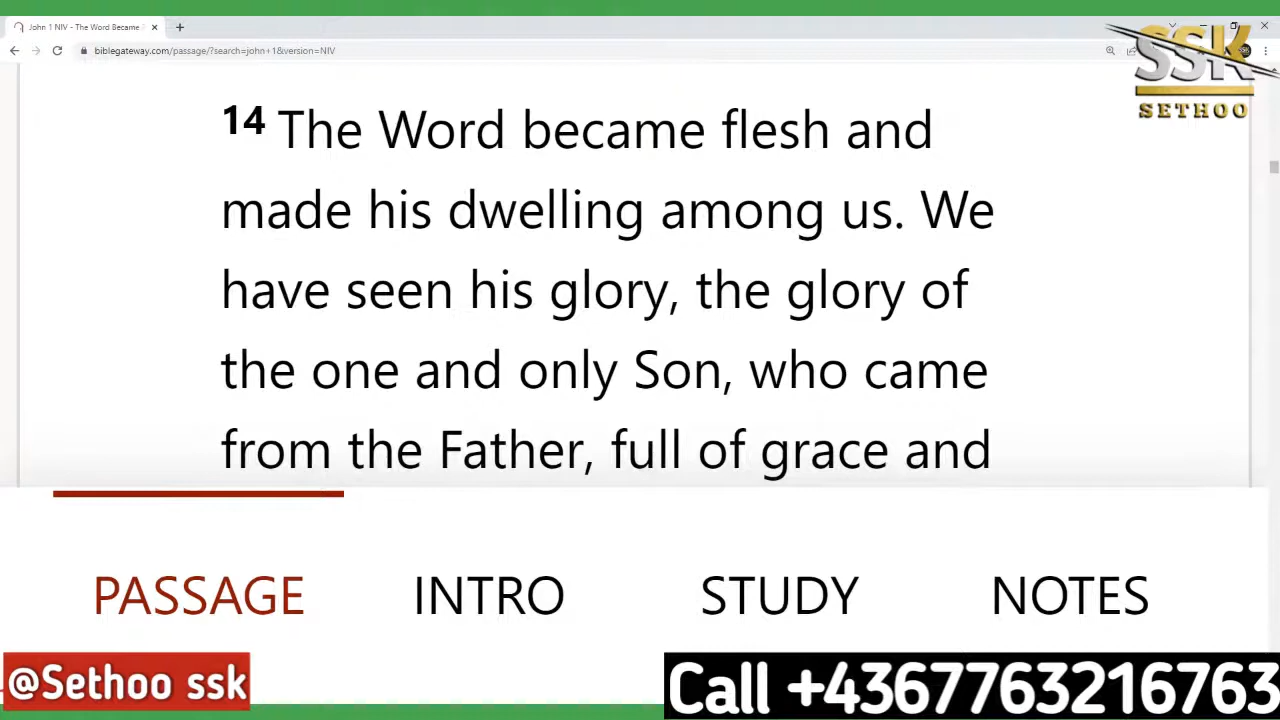 John 1 NIV - The Word Became
biblegateway.com/passage/?search=john+1&version=NIV
SSK
SETHOO
14 The Word became flesh and
made his dwelling among us. We
have seen his glory, the glory of
the one and only Son, who came
from the Father, full of grace and
PASSAGE INTRO STUDY NOTES
@Sethoo ssk
Call +4367763216763